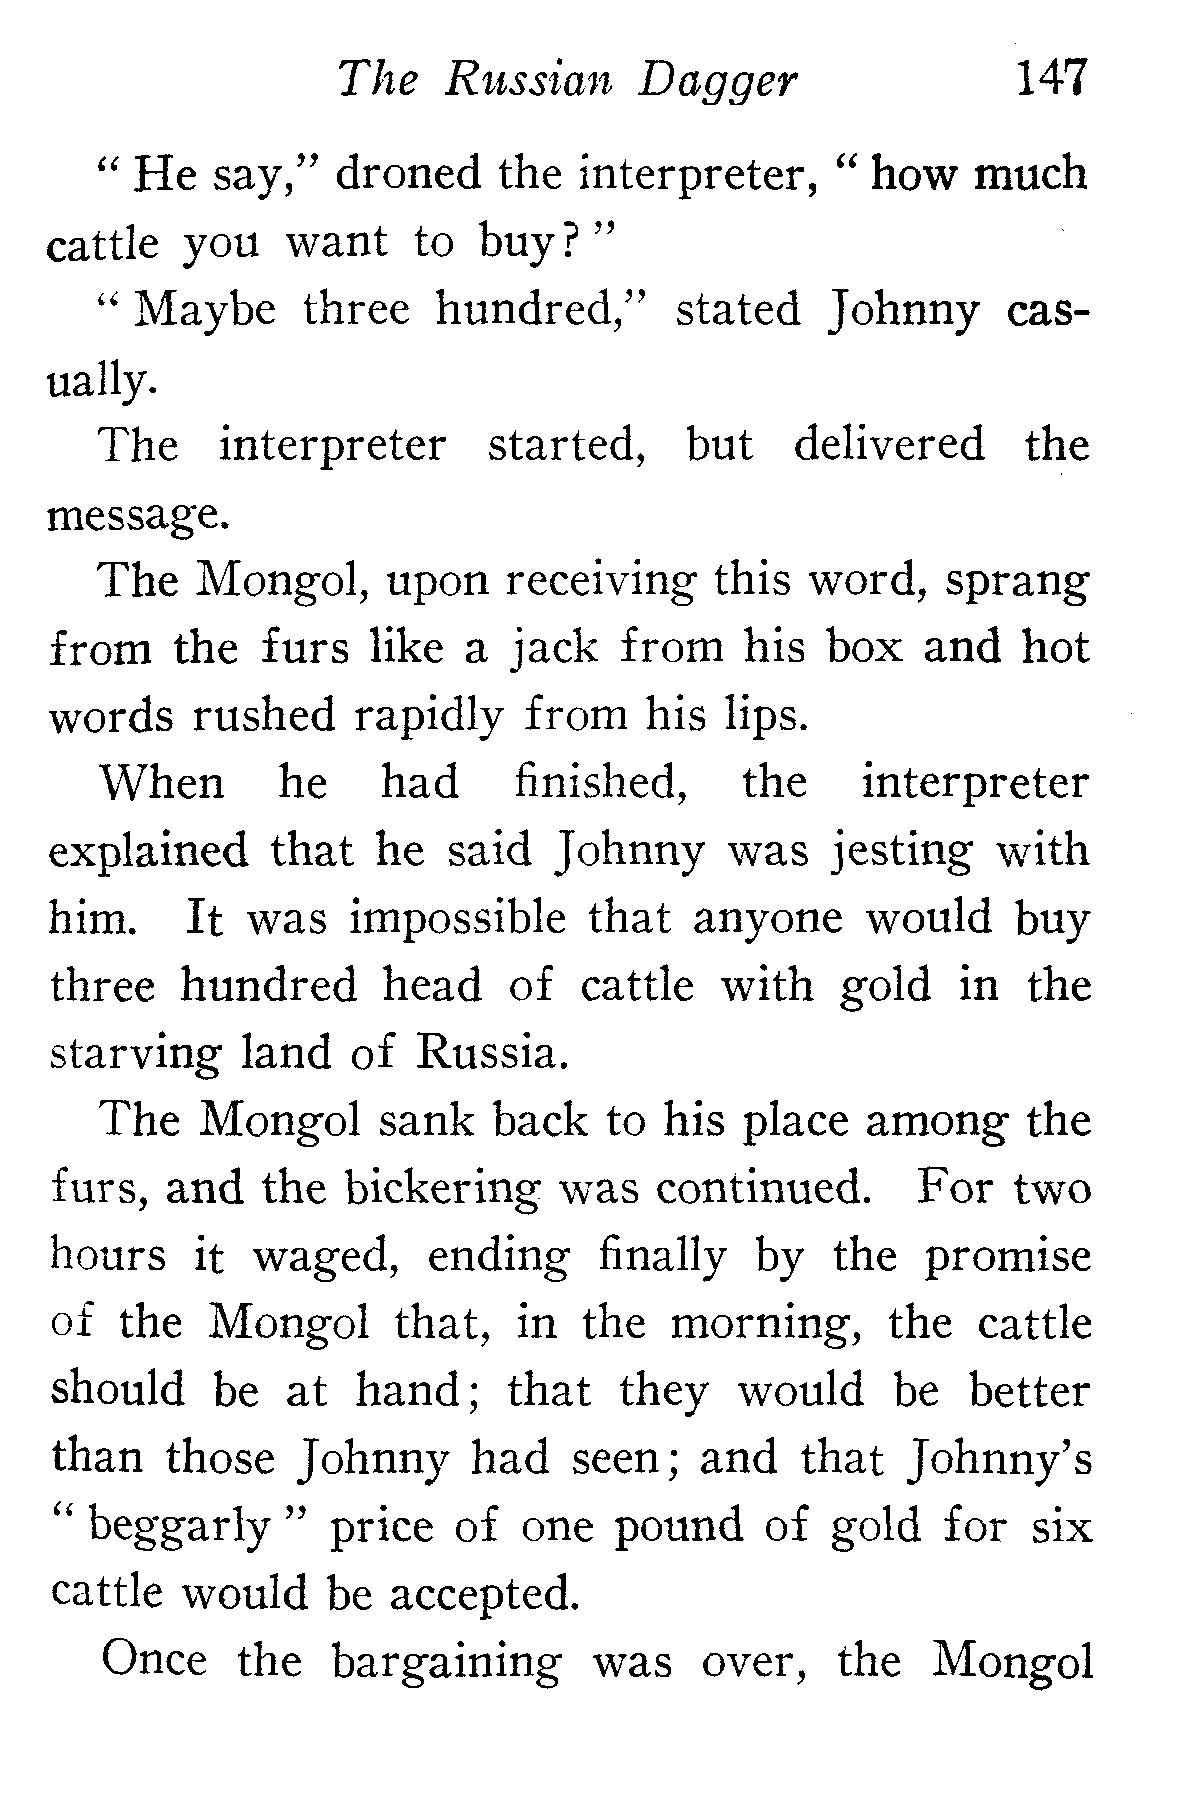 The Russian Dagger 147
“ He say,” droned the interpreter, “ how much
cattle you want to buy? ”
“ Maybe three hundred,” stated Johnny cas-
ually.
The interpreter started, but delivered the
message.
The Mongol, upon receiving this word, sprang
from the furs like a jack from his box and hot
words rushed rapidly from his lips.
When he had finished, the interpreter
explained that he said Johnny was jesting with
him. It was impossible that anyone would buy
three hundred head of cattle with gold in the
starving land of Russia.
The Mongol sank back to his place among the
furs, and the bickering was continued. For two
hours it waged, ending finally by the promise
of the Mongol that, in the morning, the cattle
should be at hand; that they would be better
than those Johnny had seen; and that Johnny’s
“ beggarly ” price of one pound of gold for six
cattle would be accepted.
Once the bargaining was over, the Mongol